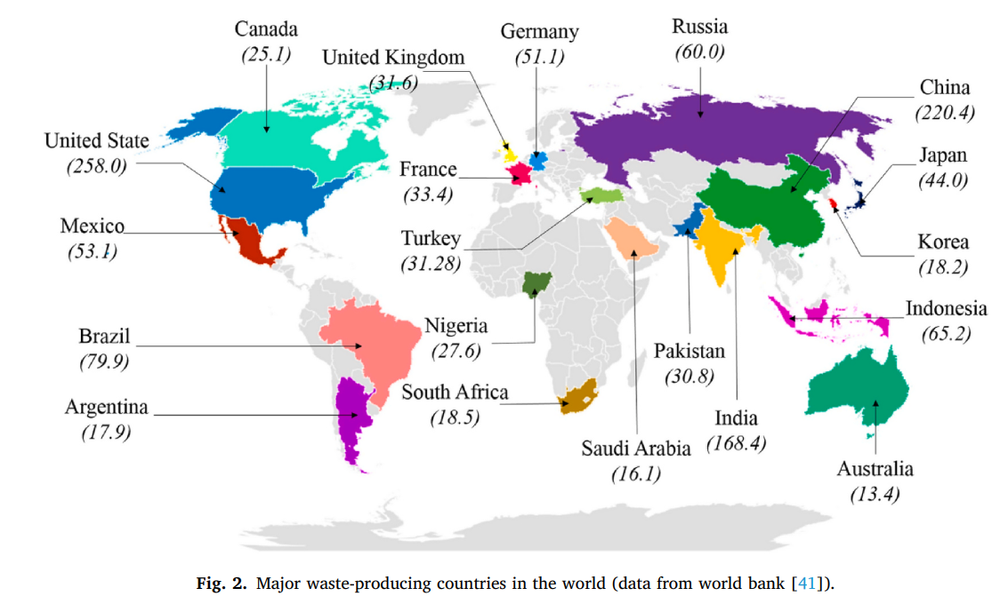 Canada
(25.1)
United Kingdom
(31.6)
Germany
(51.1)
Russia
(60.0)
China
(220.4)
United State
(258.0)
France
(33.4)
Japan
(44.0)
Mexico
(53.1)
Turkey
(31.28)
Korea
(18.2)
Brazil
(79.9)
Nigeria
(27.6)
Indonesia
(65.2)
Pakistan
(30.8)
Argentina
(17.9)
South Africa
(18.5)
India
(168.4)
Saudi Arabia
(16.1)
Australia
(13.4)
Fig. 2. Major waste-producing countries in the world (data from world bank [41]).